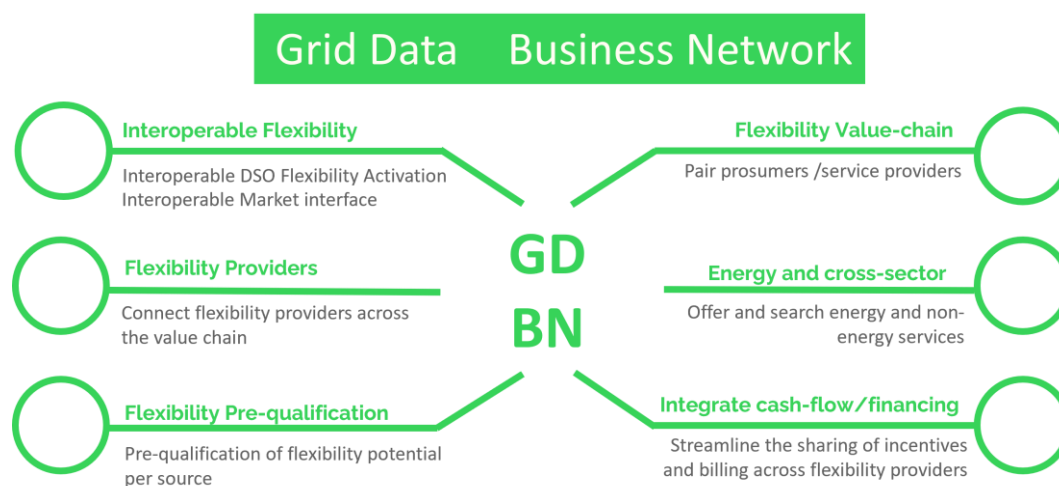 Grid Data Business Network
Interoperable Flexibility
Interoperable DSO Flexibility Activation
Interoperable Market interface
Flexibility Providers
Connect flexibility providers across
the value chain
Flexibility Pre-qualification
Pre-qualification of flexibility potential
per source
GD
BN
Flexibility Value-chain
Pair prosumers /service providers
Energy and cross-sector
Offer and search energy and non-
energy services
Integrate cash-flow/financing
Streamline the sharing of incentives
and billing across flexibility providers